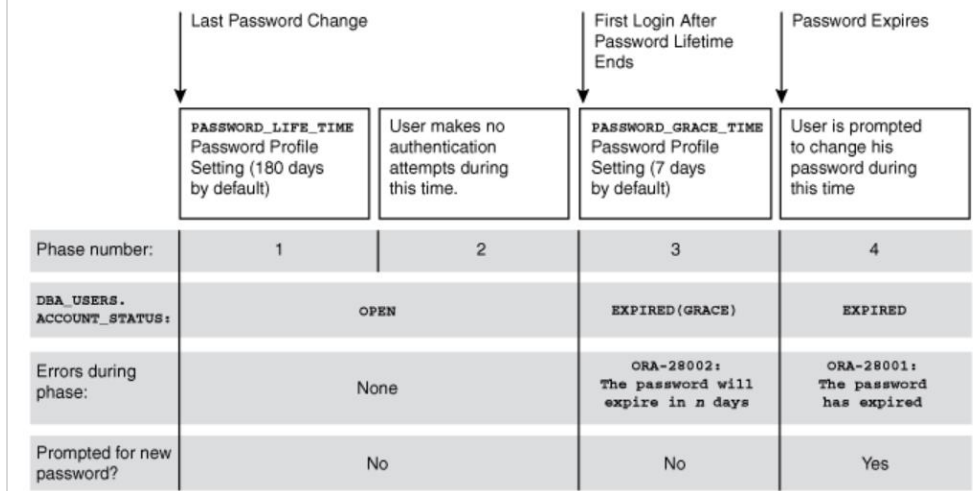 Last Password Change
First Login After
Password Lifetime
Ends
Password Expires
PASSWORD_LIFE_TIME
Password Profile
Setting (180 days
by default)
User makes no
authentication
attempts during
this time.
PASSWORD_GRACE_TIME
Password Profile
Setting (7 days
by default)
User is prompted
to change his
password during
this time
Phase number:
1
2
3
4
DBA_USERS.
ACCOUNT_STATUS:
OPEN
EXPIRED(GRACE)
EXPIRED
Errors during
phase:
None
ORA-28002:
The password will
expire in n days
ORA-28001:
The password
has expired
Prompted for new
password?
No
No
Yes